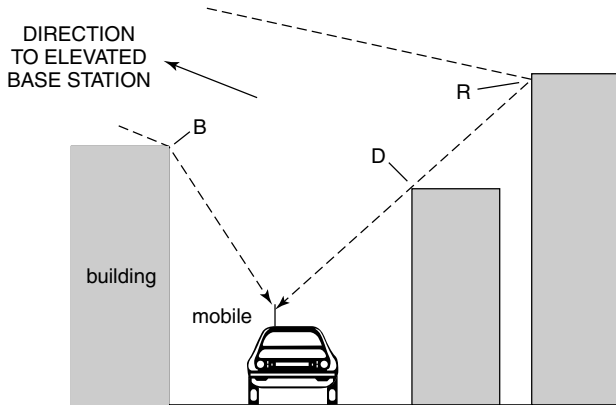 DIRECTION
TO ELEVATED
BASE STATION
R
B
D
building
mobile